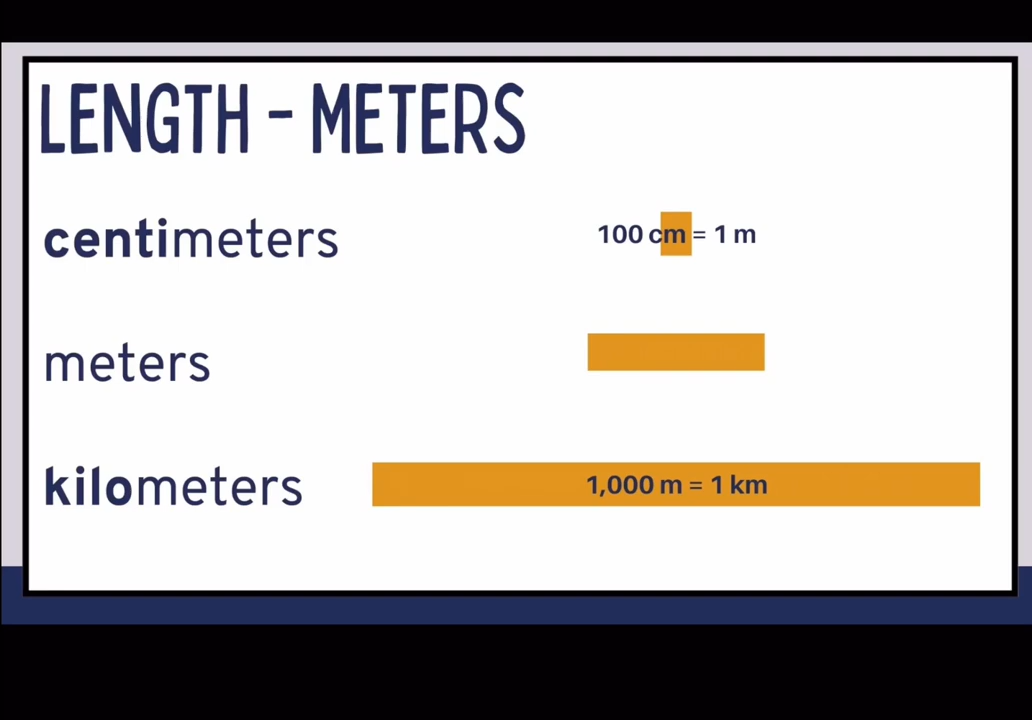 LENGTH - METERS
centimeters
100 cm = 1 m
meters
kilometers
1,000 m = 1 km